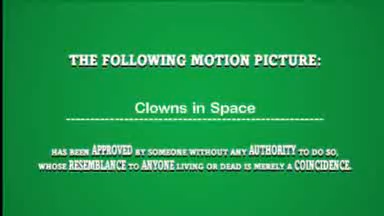 THE FOLLOWING MOTION PICTURE:
Clowns in Space
HAS BEEN APPROVED BY SOMEONE WITHOUT ANY AUTHORITY TO DO SO,
WHOSE RESEMBLANCE TO ANYONE LIVING OR DEAD IS MERELY A COINCIDENCE.